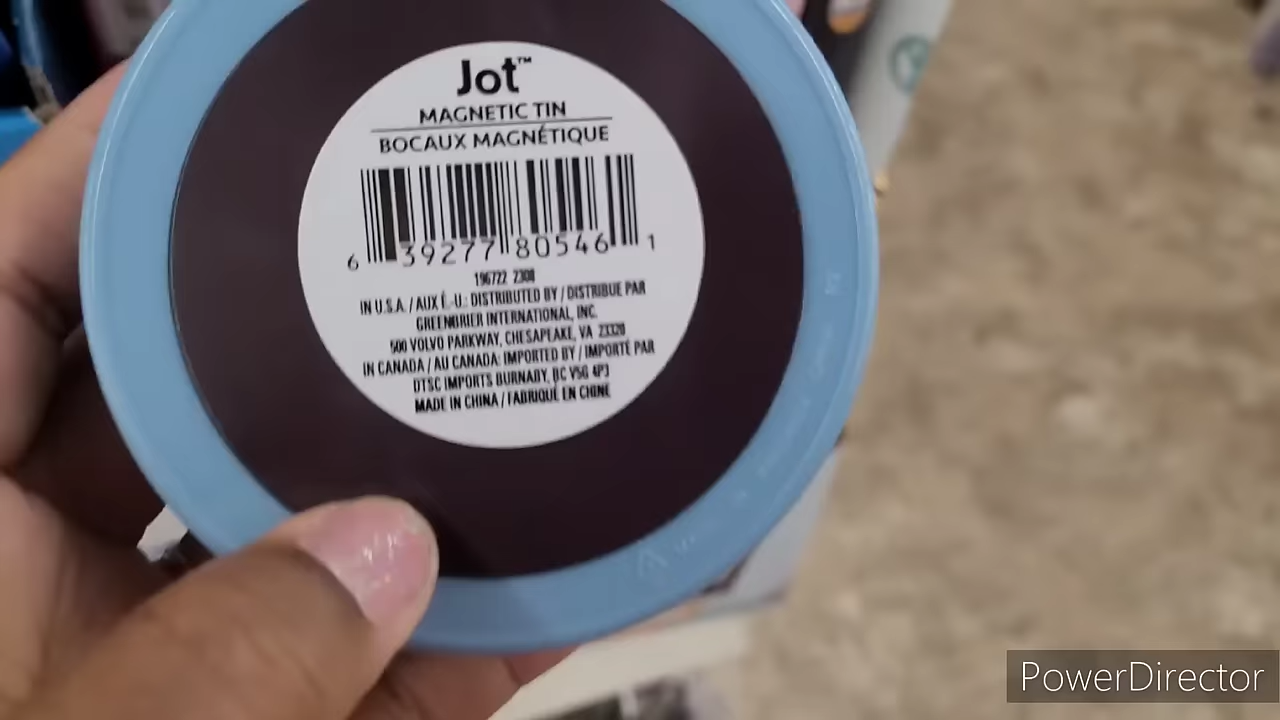 Jot™
MAGNETIC TIN
BOCAUX MAGNÉTIQUE
6 39277 80546 1
196722 2308
IN U.S.A. / AUX É.-U.: DISTRIBUTED BY / DISTRIBUE PAR
GREENBRIER INTERNATIONAL, INC.
500 VOLVO PARKWAY, CHESAPEAKE, VA 23320
IN CANADA / AU CANADA: IMPORTED BY / IMPORTÉ PAR
DTSC IMPORTS BURNABY, BC V5G 4P3
MADE IN CHINA / FABRIQUÉ EN CHINE
PowerDirector